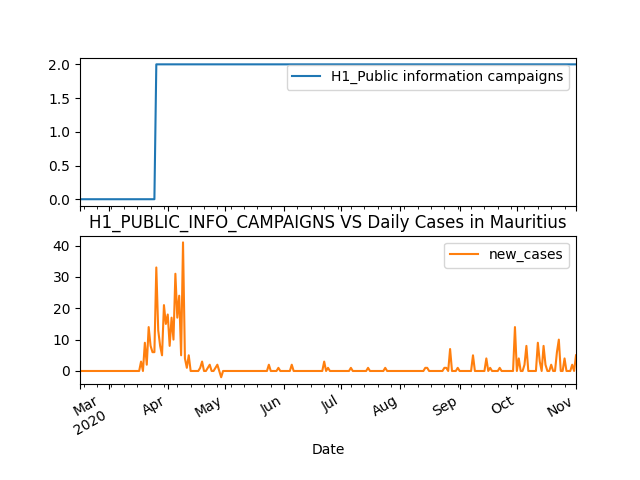 2.0
1.5
1.0
0.5
0.0
H1_Public information campaigns
H1_PUBLIC_INFO_CAMPAIGNS VS Daily Cases in Mauritius
40
30
20
10
0
new_cases
Mar
2020
Apr
May
Jun
Jul
Aug
Sep
Oct
Nov
Date